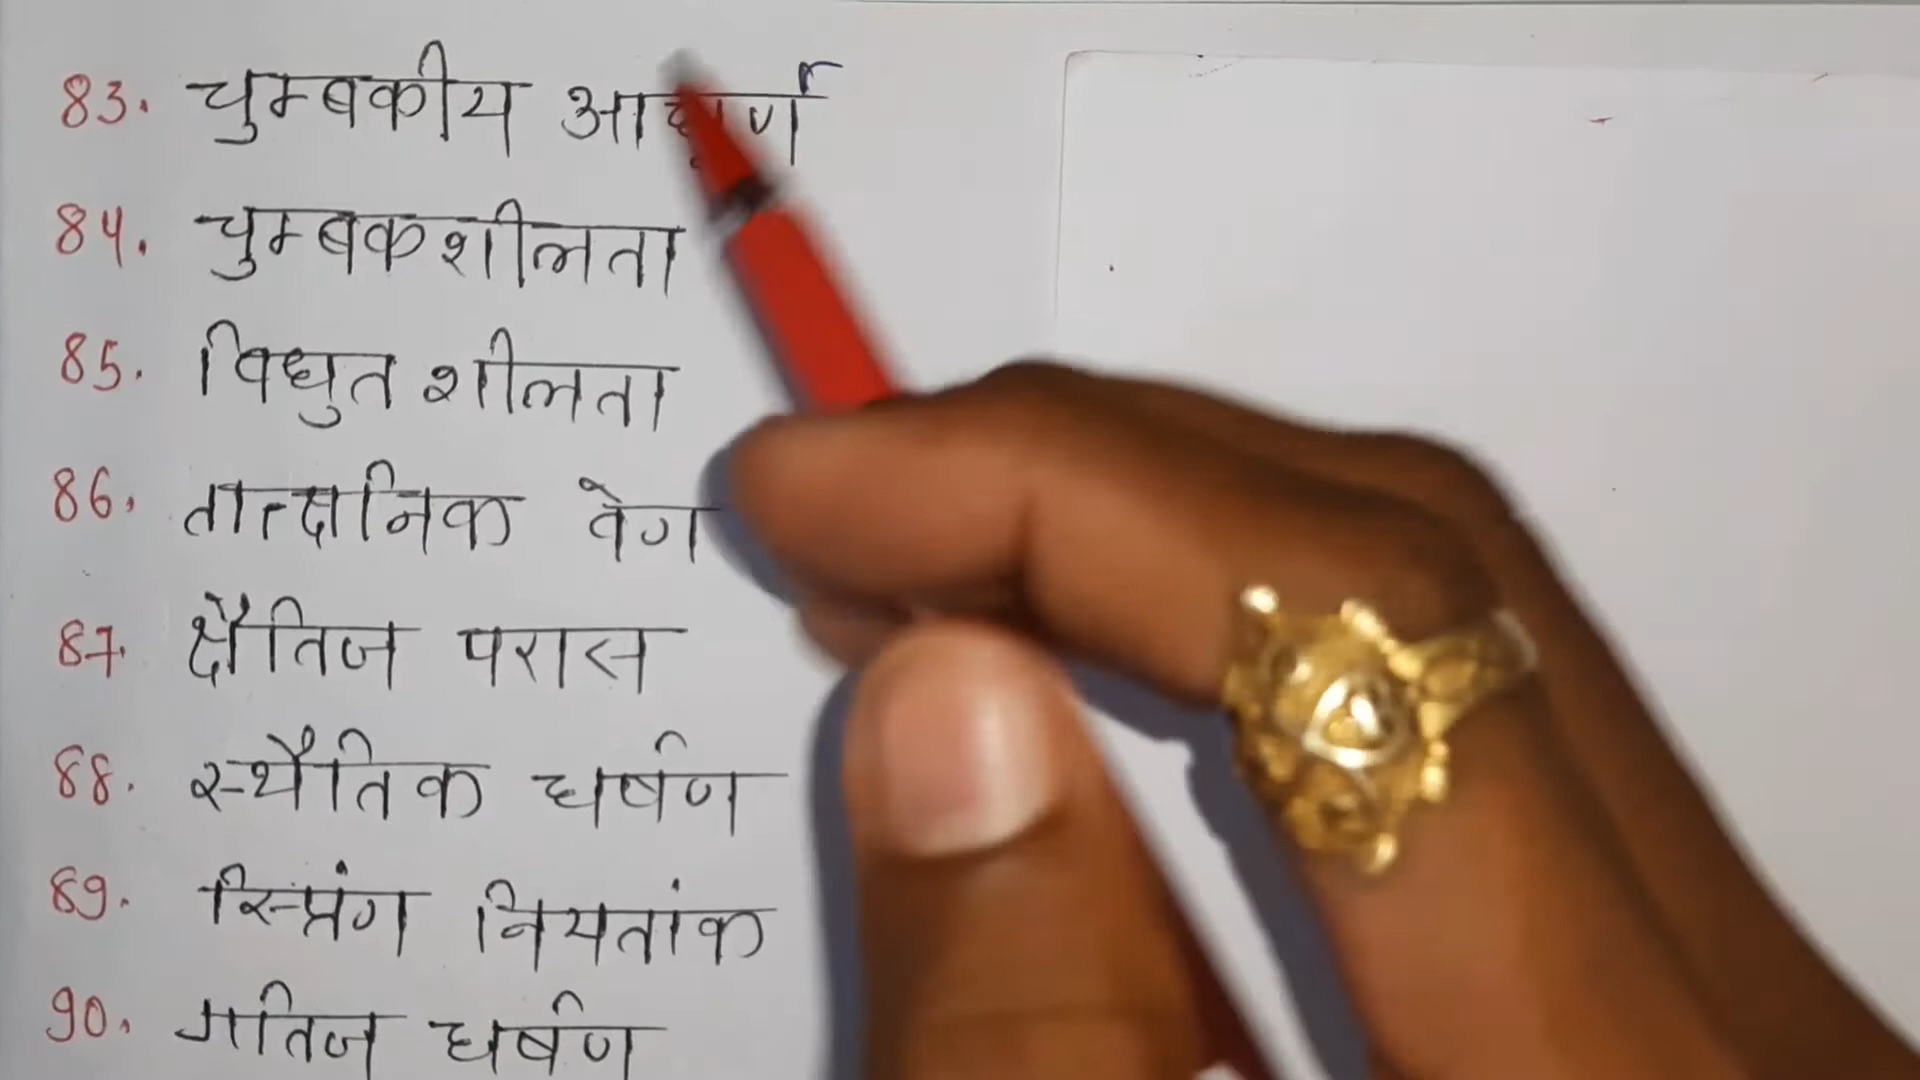 83. चुम्बकीय आघूर्ण
84. चुम्बकशीलता
85. विधुत शीलता
86. तात्क्षनिक वेग
87. क्षैतिज परास
88. स्थैतिक घर्षण
89. स्प्रिंग नियतांक
90. गतिज घर्षण